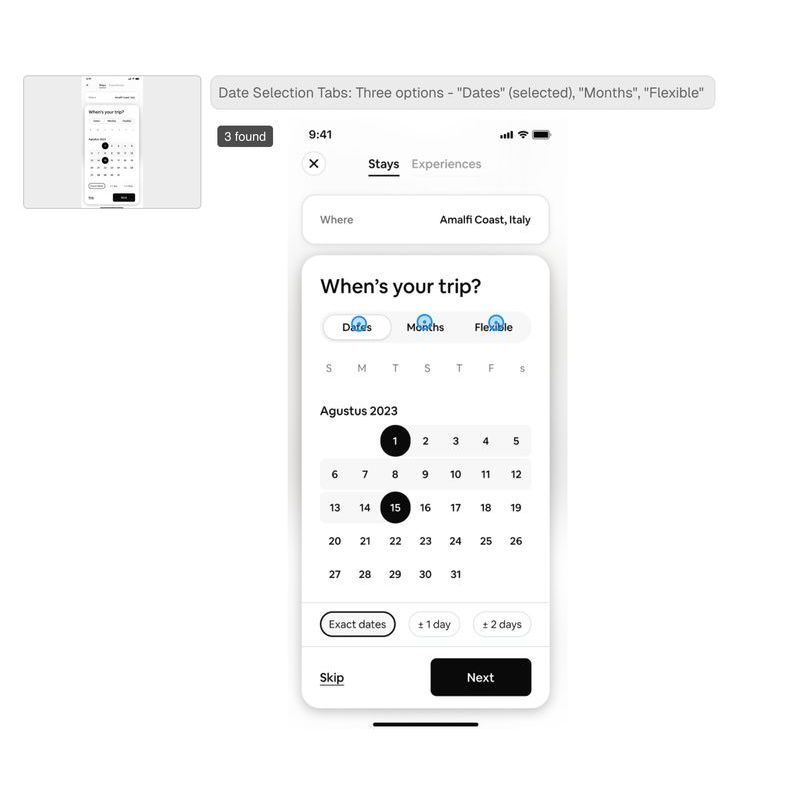 Date Selection Tabs: Three options - "Dates" (selected), "Months", "Flexible"
3 found
9:41
Stays Experiences
Where Amalfi Coast, Italy
When's your trip?
Dates Months Flexible
S M T S T F s
Agustus 2023
1 2 3 4 5
6 7 8 9 10 11 12
13 14 15 16 17 18 19
20 21 22 23 24 25 26
27 28 29 30 31
Exact dates ± 1 day ± 2 days
Skip Next